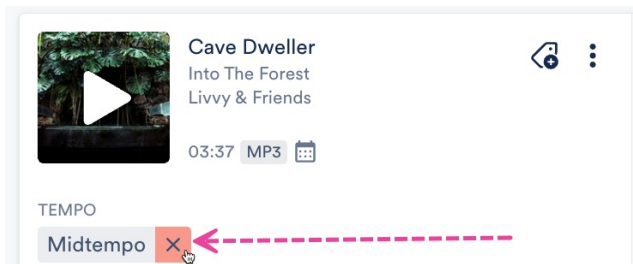 Cave Dweller
Into The Forest
Livvy & Friends
03:37 MP3
TEMPO
Midtempo